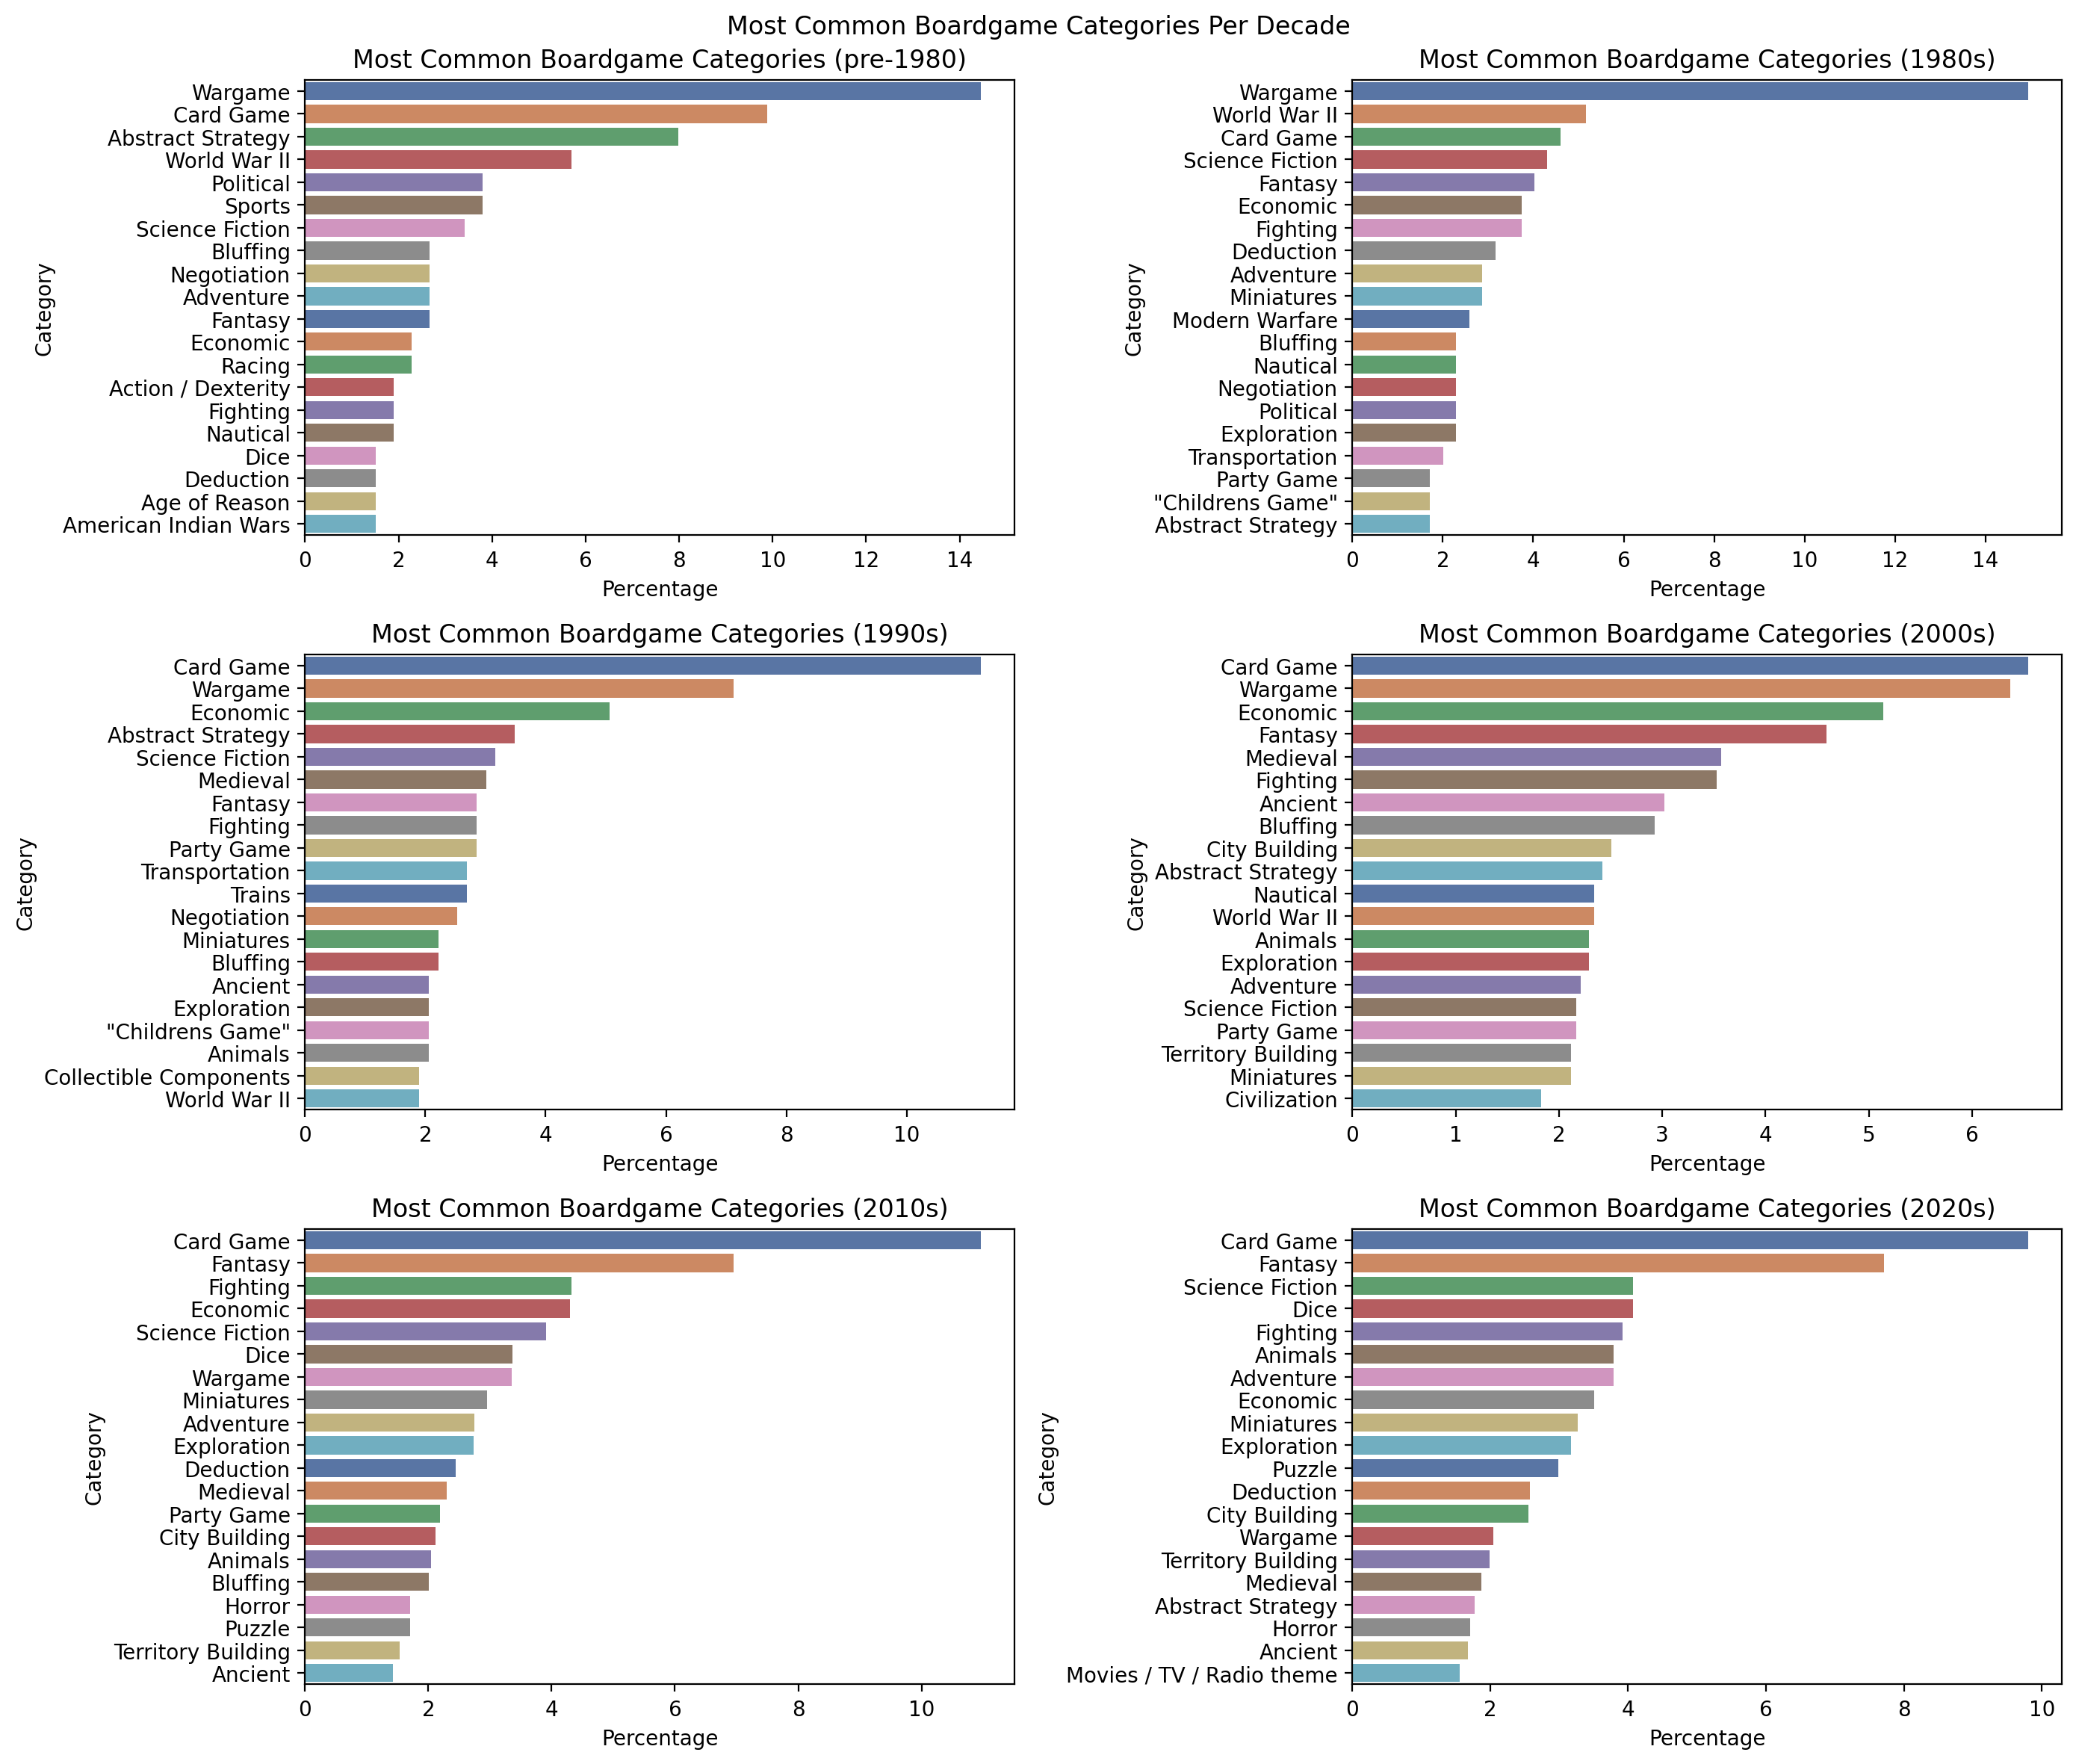 Most Common Boardgame Categories Per Decade
Most Common Boardgame Categories (pre-1980)
Category
Wargame
Card Game
Abstract Strategy
World War II
Political
Sports
Science Fiction
Bluffing
Negotiation
Adventure
Fantasy
Economic
Racing
Action / Dexterity
Fighting
Nautical
Dice
Deduction
Age of Reason
American Indian Wars
0 2 4 6 8 10 12 14
Percentage
Most Common Boardgame Categories (1980s)
Category
Wargame
World War II
Card Game
Science Fiction
Fantasy
Economic
Fighting
Deduction
Adventure
Miniatures
Modern Warfare
Bluffing
Nautical
Negotiation
Political
Exploration
Transportation
Party Game
"Childrens Game"
Abstract Strategy
0 2 4 6 8 10 12 14
Percentage
Most Common Boardgame Categories (1990s)
Category
Card Game
Wargame
Economic
Abstract Strategy
Science Fiction
Medieval
Fantasy
Fighting
Party Game
Transportation
Trains
Negotiation
Miniatures
Bluffing
Ancient
Exploration
"Childrens Game"
Animals
Collectible Components
World War II
0 2 4 6 8 10
Percentage
Most Common Boardgame Categories (2000s)
Category
Card Game
Wargame
Economic
Fantasy
Medieval
Fighting
Ancient
Bluffing
City Building
Abstract Strategy
Nautical
World War II
Animals
Exploration
Adventure
Science Fiction
Party Game
Territory Building
Miniatures
Civilization
0 1 2 3 4 5 6
Percentage
Most Common Boardgame Categories (2010s)
Category
Card Game
Fantasy
Fighting
Economic
Science Fiction
Dice
Wargame
Miniatures
Adventure
Exploration
Deduction
Medieval
Party Game
City Building
Animals
Bluffing
Horror
Puzzle
Territory Building
Ancient
0 2 4 6 8 10
Percentage
Most Common Boardgame Categories (2020s)
Category
Card Game
Fantasy
Science Fiction
Dice
Fighting
Animals
Adventure
Economic
Miniatures
Exploration
Puzzle
Deduction
City Building
Wargame
Territory Building
Medieval
Abstract Strategy
Horror
Ancient
Movies / TV / Radio theme
0 2 4 6 8 10
Percentage